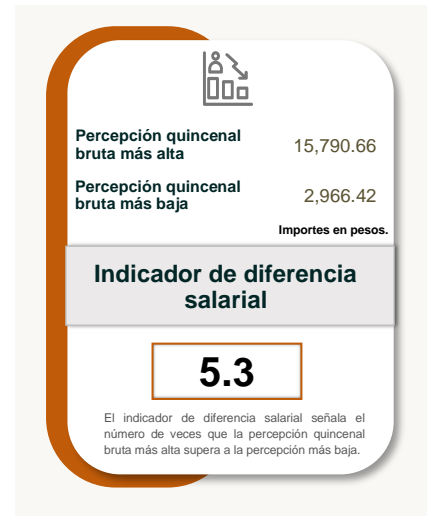 Percepción quincenal
bruta más alta
15,790.66
Percepción quincenal
bruta más baja
2,966.42
Importes en pesos.
Indicador de diferencia
salarial
5.3
El indicador de diferencia salarial señala el
número de veces que la percepción quincenal
bruta más alta supera a la percepción más baja.